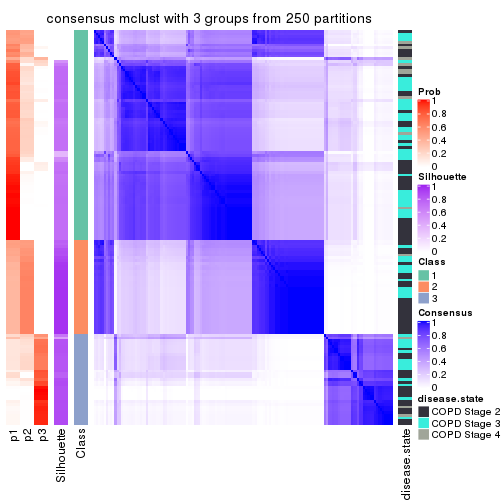 consensus mclust with 3 groups from 250 partitions
Prob
1
0.8
0.6
0.4
0.2
0
Silhouette
1
0.8
0.6
0.4
0.2
0
Class
1
2
3
Consensus
1
0.8
0.6
0.4
0.2
0
disease.state
COPD Stage 2
COPD Stage 3
COPD Stage 4
p1
p2
p3
Silhouette
Class
disease.state